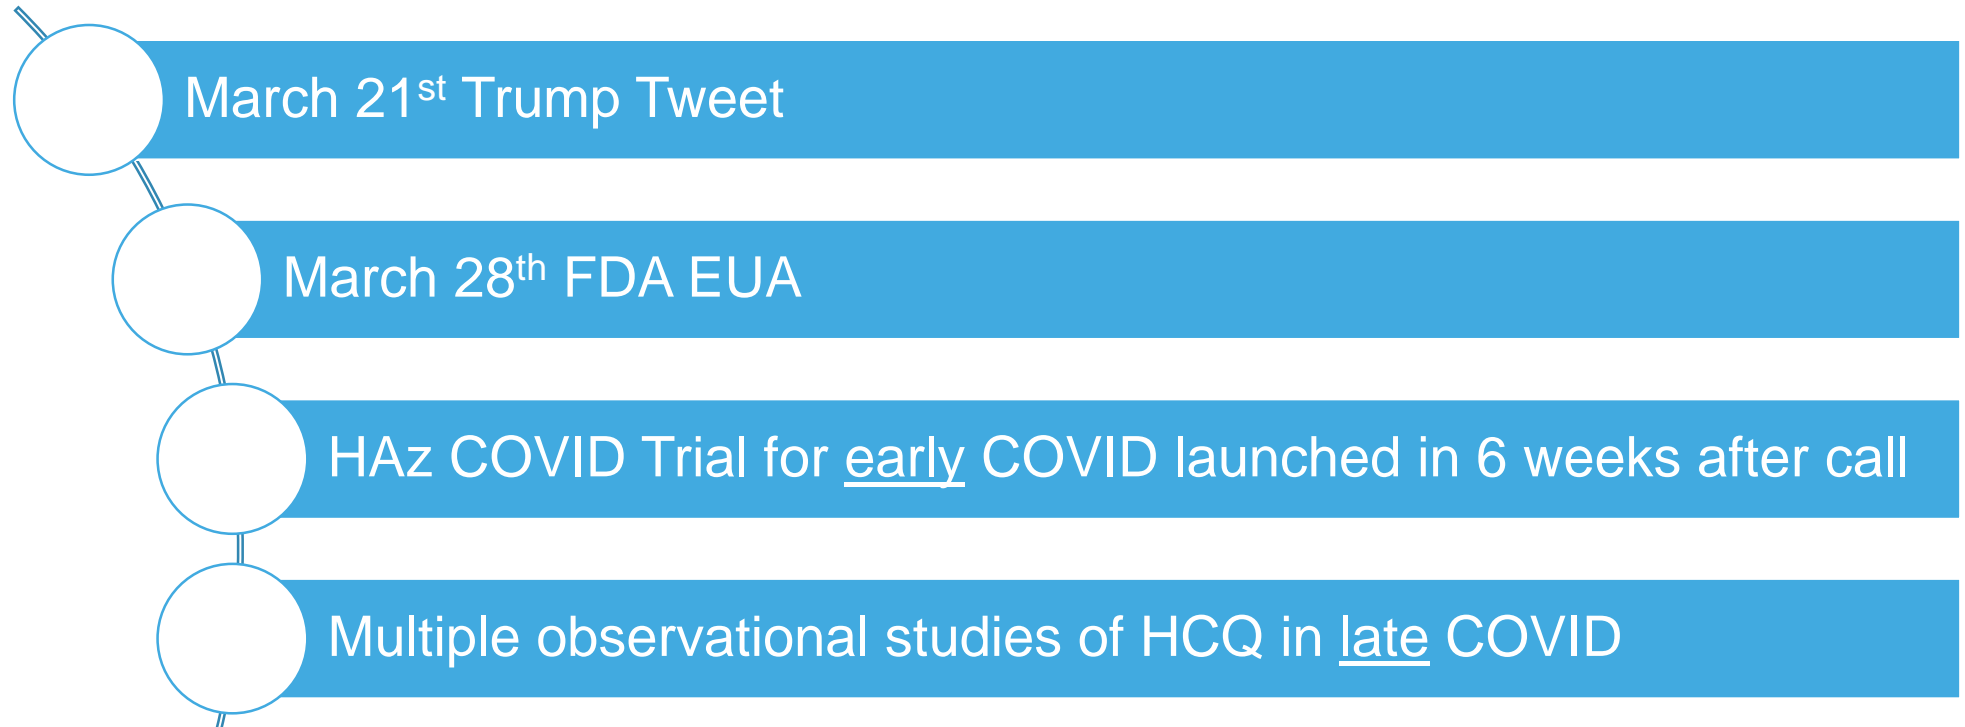 March 21st Trump Tweet
March 28th FDA EUA
HAz COVID Trial for early COVID launched in 6 weeks after call
Multiple observational studies of HCQ in late COVID